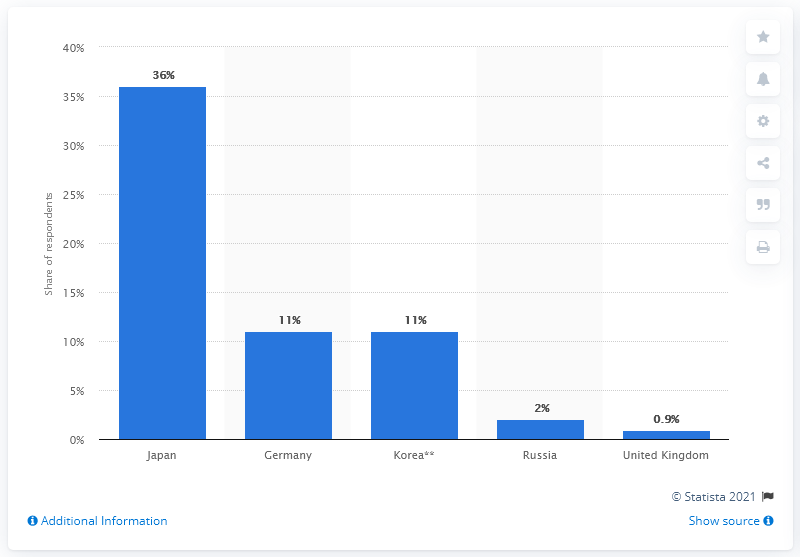 40%
36%
35%
30%
25%
20%
15%
11%
11%
10%
5%
2%
0.9%
0%
Share of respondents
Japan
Germany
Korea**
Russia
United Kingdom
© Statista 2021
Additional Information
Show source